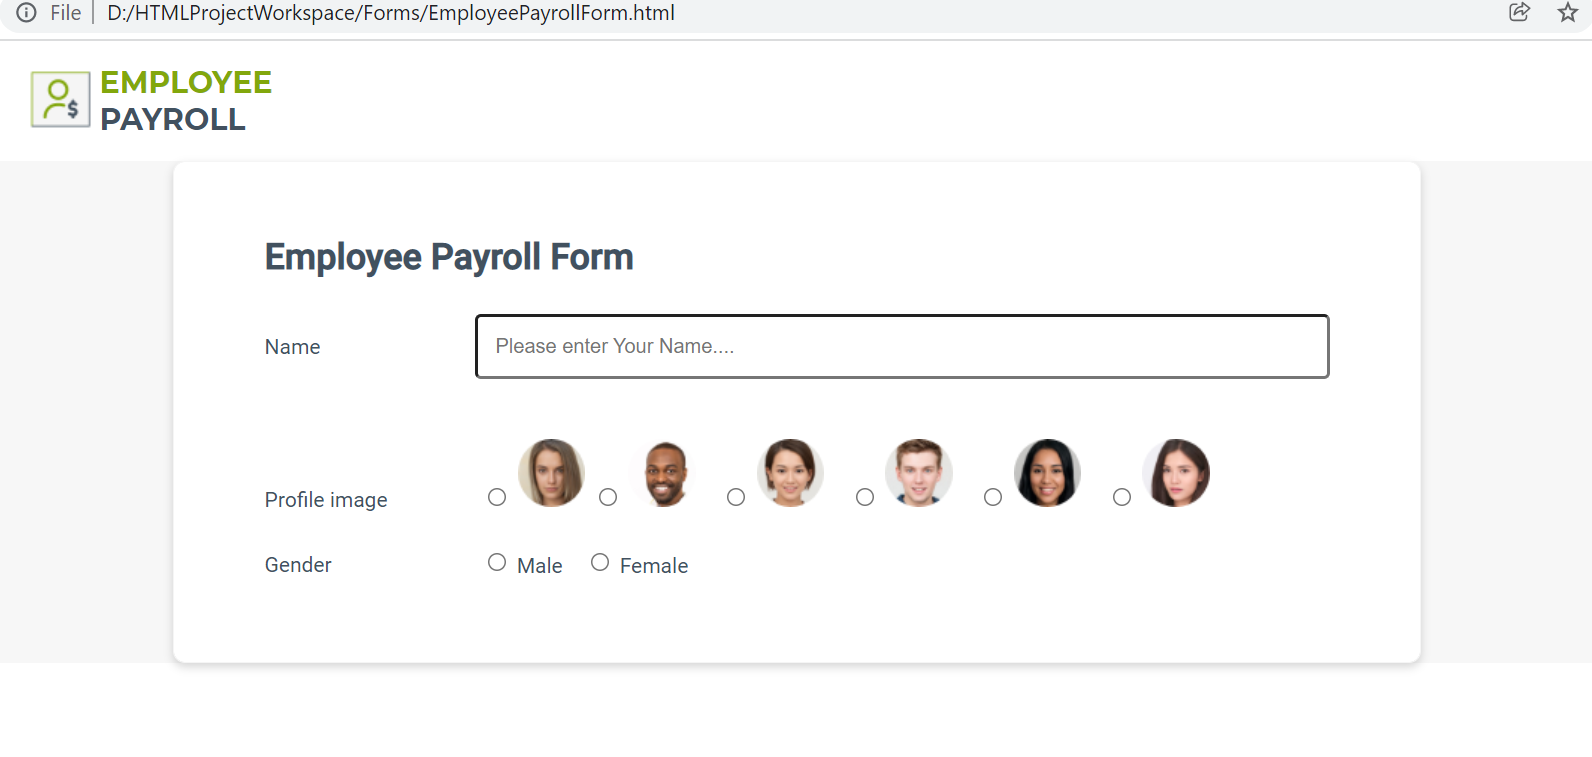 File D:/HTMLProjectWorkspace/Forms/EmployeePayrollForm.html
EMPLOYEE
PAYROLL
$
Employee Payroll Form
Name Please enter Your Name....
Profile image
Gender Male Female